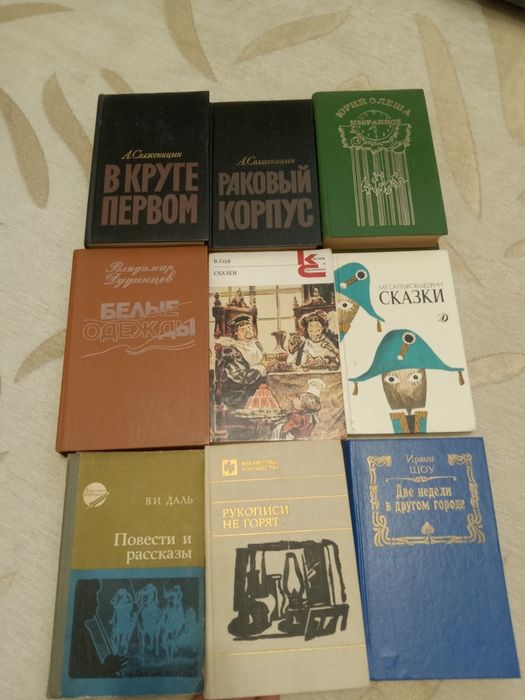 А. Солженицын
В КРУГЕ
ПЕРВОМ
А. Солженицын
РАКОВЫЙ
КОРПУС
ЮРИЙ ОЛЕША
ИЗБРАННОЕ
Владимир
Дудинцев
БЕЛЫЕ
ОДЕЖДЫ
В. Гауф
СКАЗКИ
М.Е.САЛТЫКОВ-ЩЕДРИН
СКАЗКИ
В.И. ДАЛЬ
Повести и
рассказы
РУКОПИСИ
НЕ ГОРЯТ
Ирвин
ШОУ
Две недели
в другом городе